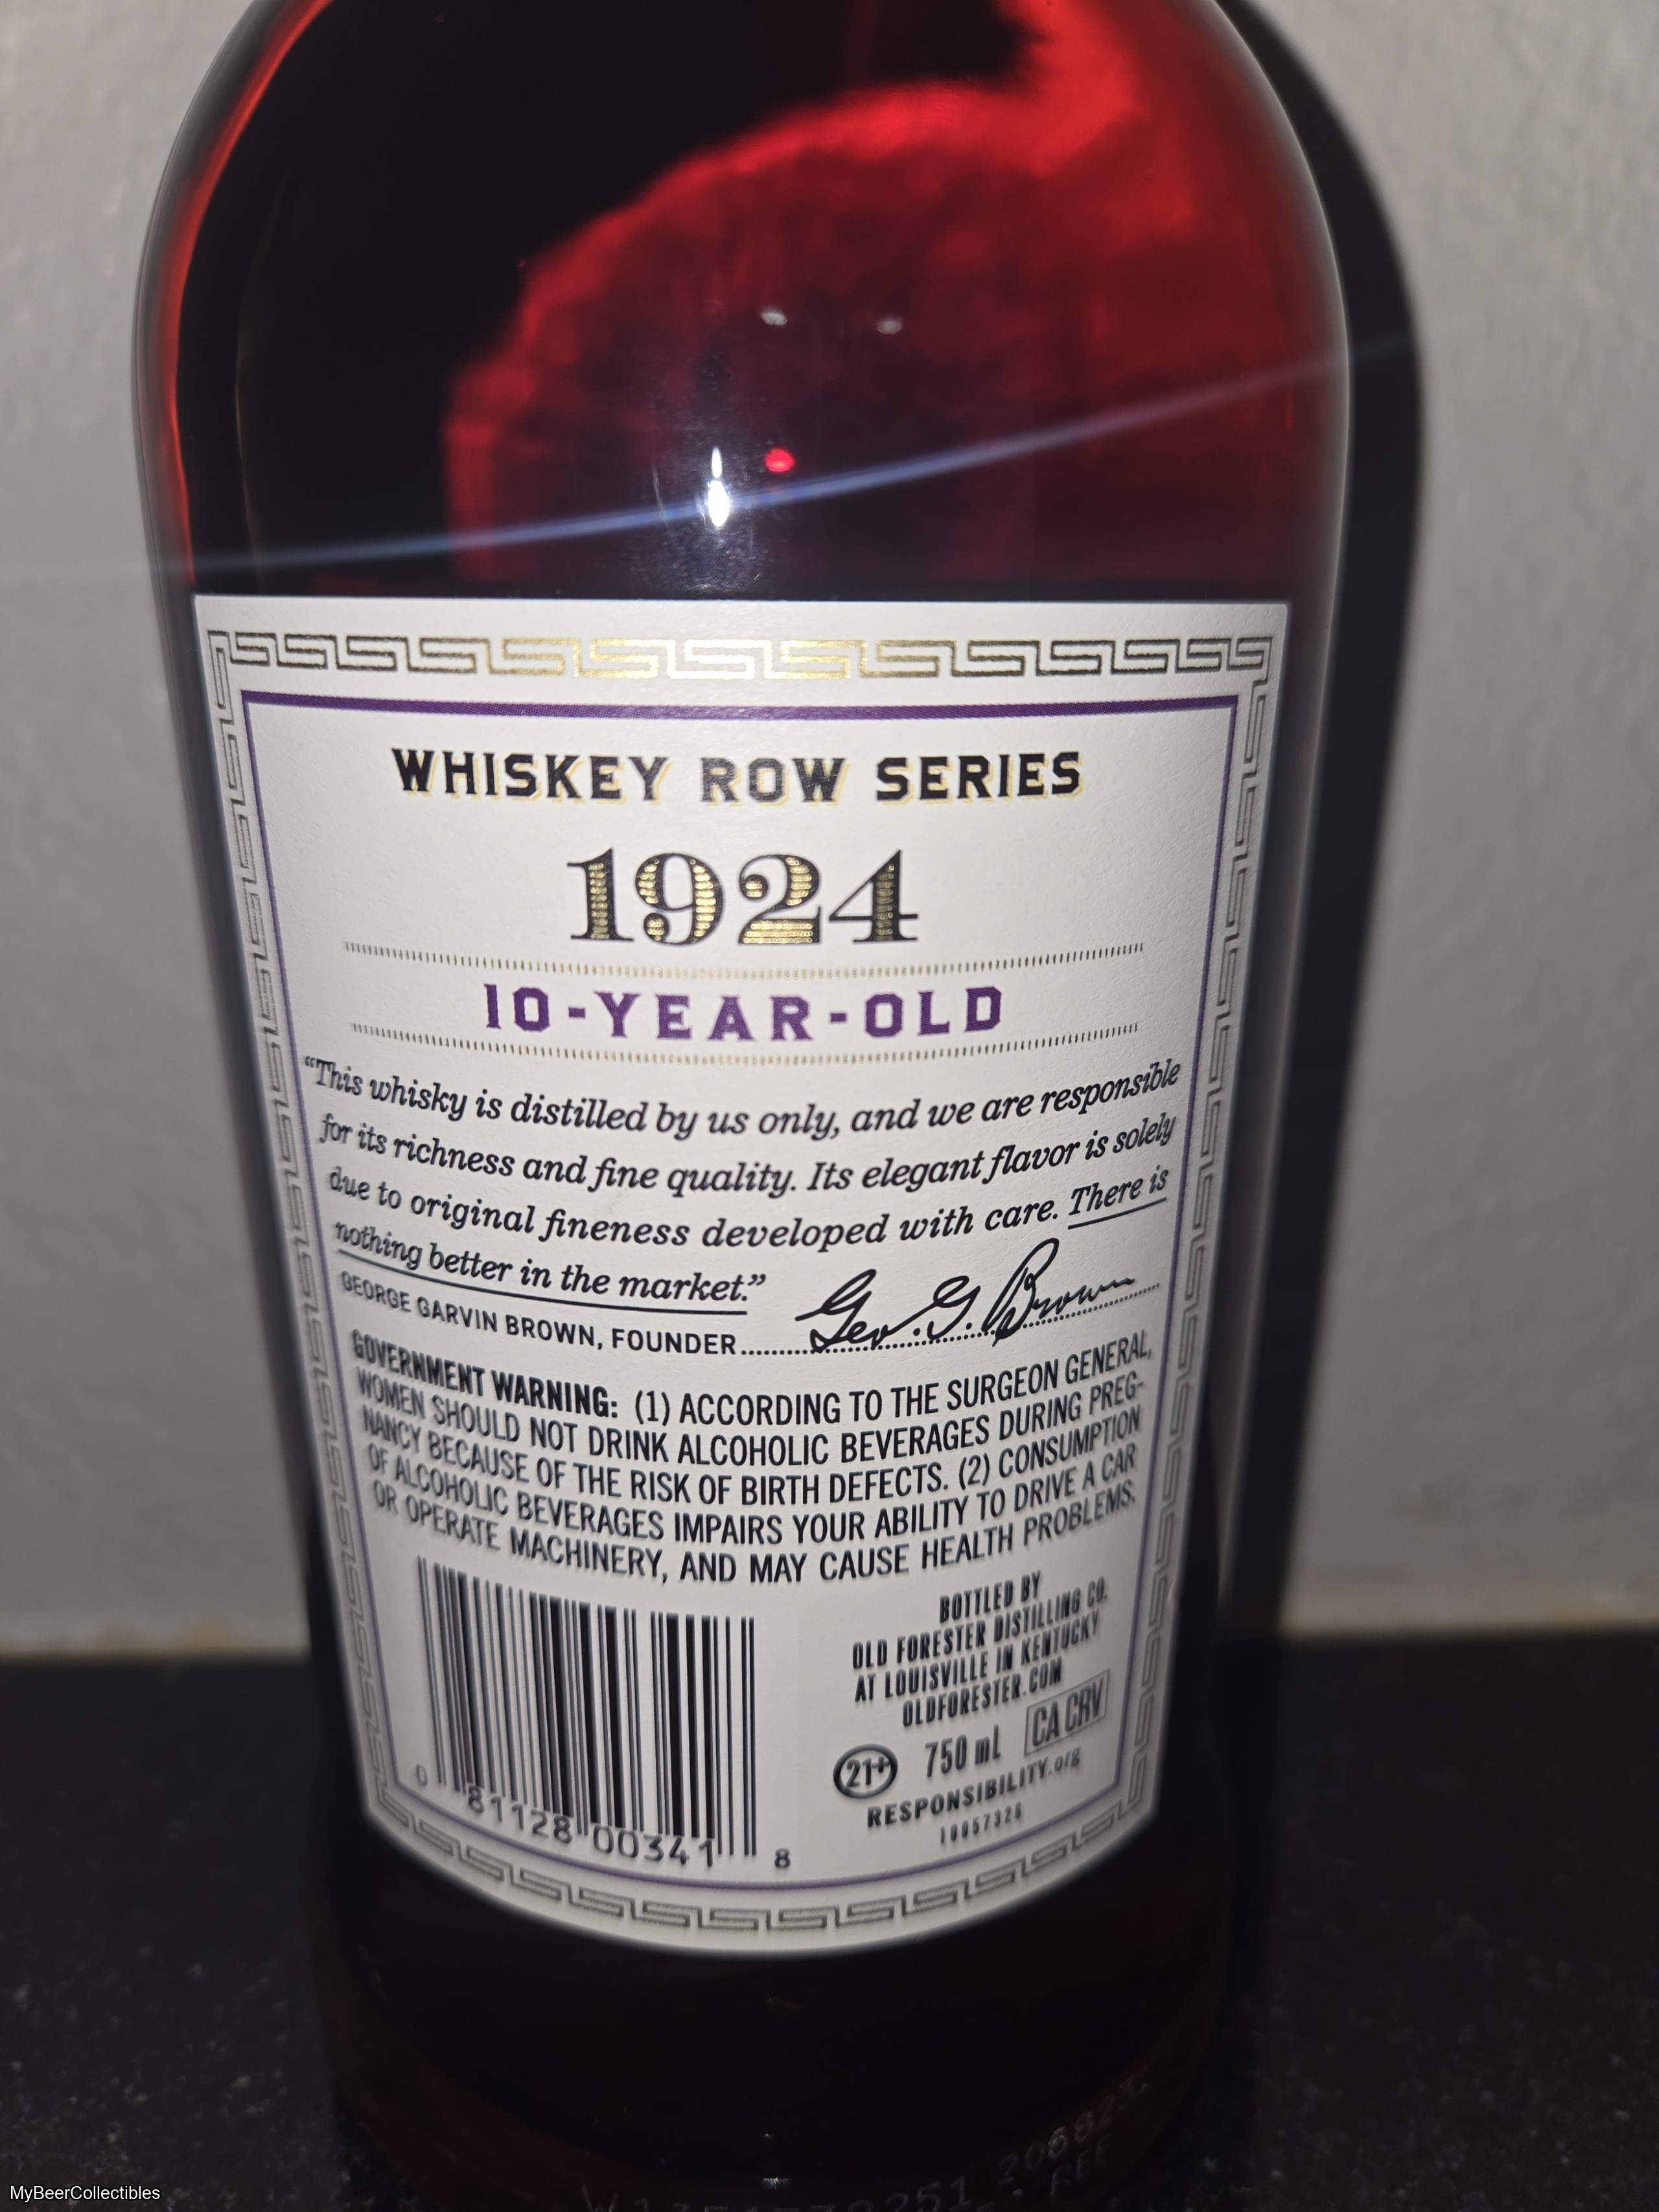 WHISKEY ROW SERIES
1924
10-YEAR-OLD
“This whisky is distilled by us only, and we are responsible
for its richness and fine quality. Its elegant flavor is solely
due to original fineness developed with care. There is
nothing better in the market.”
GEORGE GARVIN BROWN, FOUNDER Geo. G. Brown
GOVERNMENT WARNING: (1) ACCORDING TO THE SURGEON GENERAL,
WOMEN SHOULD NOT DRINK ALCOHOLIC BEVERAGES DURING PREG-
NANCY BECAUSE OF THE RISK OF BIRTH DEFECTS. (2) CONSUMPTION
OF ALCOHOLIC BEVERAGES IMPAIRS YOUR ABILITY TO DRIVE A CAR
OR OPERATE MACHINERY, AND MAY CAUSE HEALTH PROBLEMS.
BOTTLED BY
OLD FORESTER DISTILLING CO.
AT LOUISVILLE IN KENTUCKY
OLDFORESTER.COM
21+ 750 mL CA CRV
RESPONSIBILITY.org
10057328
0 81128 00341 8
MyBeerCollectibles